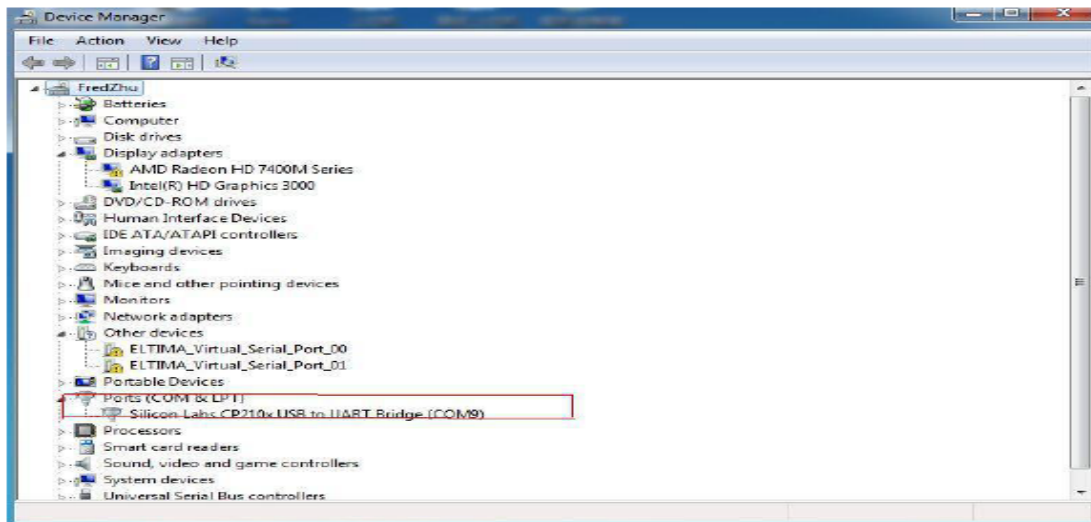 Device Manager
File Action View Help
FredZhu
Batteries
Computer
Disk drives
Display adapters
AMD Radeon HD 7400M Series
Intel(R) HD Graphics 3000
DVD/CD-ROM drives
Human Interface Devices
IDE ATA/ATAPI controllers
Imaging devices
Keyboards
Mice and other pointing devices
Monitors
Network adapters
Other devices
ELTIMA_Virtual_Serial_Port_00
ELTIMA_Virtual_Serial_Port_01
Portable Devices
Ports (COM & LPT)
Silicon Labs CP210x USB to UART Bridge (COM9)
Processors
Smart card readers
Sound, video and game controllers
System devices
Universal Serial Bus controllers